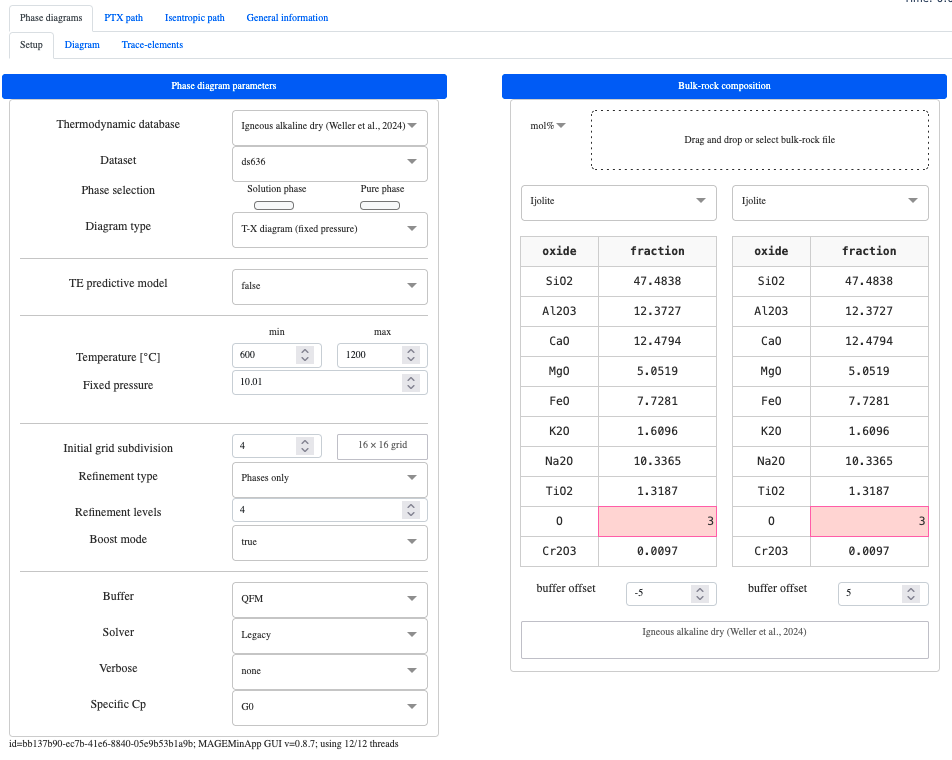 Phase diagrams PTX path Isentropic path General information
Setup Diagram Trace-elements
Phase diagram parameters
Thermodynamic database Igneous alkaline dry (Weller et al., 2024)
Dataset ds636
Phase selection Solution phase Pure phase
Diagram type T-X diagram (fixed pressure)
TE predictive model false
min max
Temperature [°C] 600 1200
Fixed pressure 10.01
Initial grid subdivision 4 16 × 16 grid
Refinement type Phases only
Refinement levels 4
Boost mode true
Buffer QFM
Solver Legacy
Verbose none
Specific Cp G0
Bulk-rock composition
mol% Drag and drop or select bulk-rock file
Ijolite Ijolite
oxide fraction oxide fraction
SiO2 47.4838 SiO2 47.4838
Al2O3 12.3727 Al2O3 12.3727
CaO 12.4794 CaO 12.4794
MgO 5.0519 MgO 5.0519
FeO 7.7281 FeO 7.7281
K2O 1.6096 K2O 1.6096
Na2O 10.3365 Na2O 10.3365
TiO2 1.3187 TiO2 1.3187
O 3 O 3
Cr2O3 0.0097 Cr2O3 0.0097
buffer offset -5 buffer offset 5
Igneous alkaline dry (Weller et al., 2024)
id=bb137b90-ec7b-41e6-8840-05e9b53b1a9b; MAGEMinApp GUI v=0.8.7; using 12/12 threads